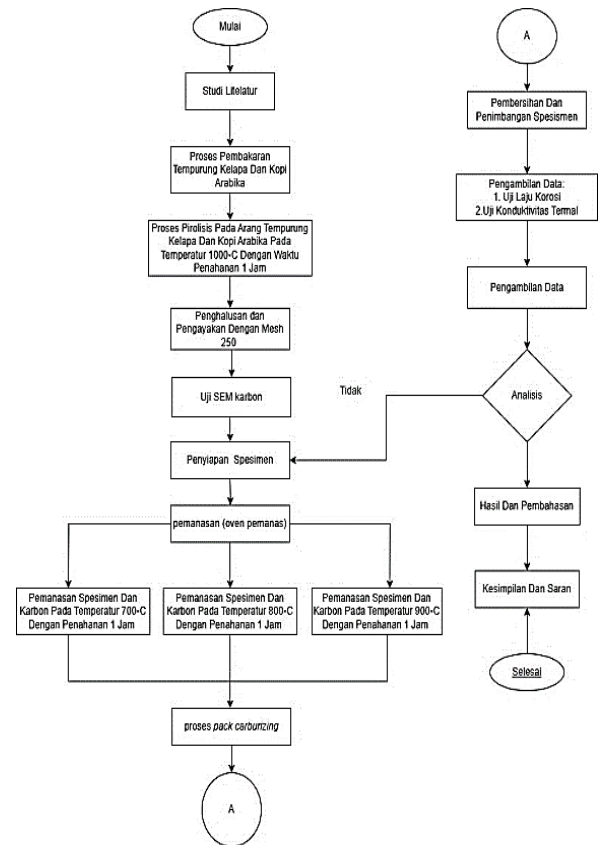 Mulai
Studi Litelatur
Proses Pembakaran
Tempurung Kelapa Dan Kopi
Arabika
Proses Pirolisis Pada Arang Tempurung
Kelapa Dan Kopi Arabika Pada
Temperatur 1000◦C Dengan Waktu
Penahanan 1 Jam
Penghalusan dan
Pengayakan Dengan Mesh
250
Uji SEM karbon
Penyiapan Spesimen
pemanasan (oven pemanas)
Pemanasan Spesimen Dan
Karbon Pada Temperatur 700◦C
Dengan Penahanan 1 Jam
Pemanasan Spesimen Dan
Karbon Pada Temperatur 800◦C
Dengan Penahanan 1 Jam
Pemanasan Spesimen Dan
Karbon Pada Temperatur 900◦C
Dengan Penahanan 1 Jam
proses pack carburizing
A
A
Pembersihan Dan
Penimbangan Spesismen
Pengambilan Data:
1. Uji Laju Korosi
2.Uji Konduktivitas Termal
Pengambilan Data
Analisis
Tidak
Hasil Dan Pembahasan
Kesimpilan Dan Saran
Selesai